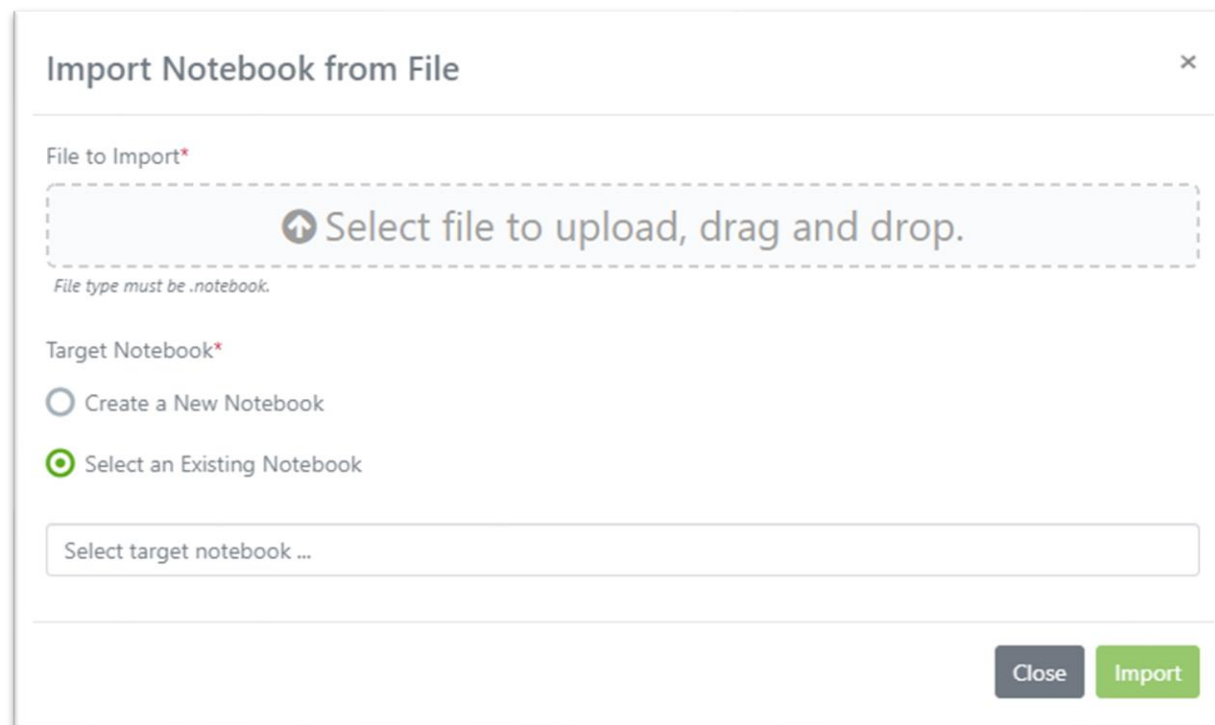 Import Notebook from File
×
File to Import*
Select file to upload, drag and drop.
File type must be .notebook.
Target Notebook*
Create a New Notebook
Select an Existing Notebook
Select target notebook ...
Close Import